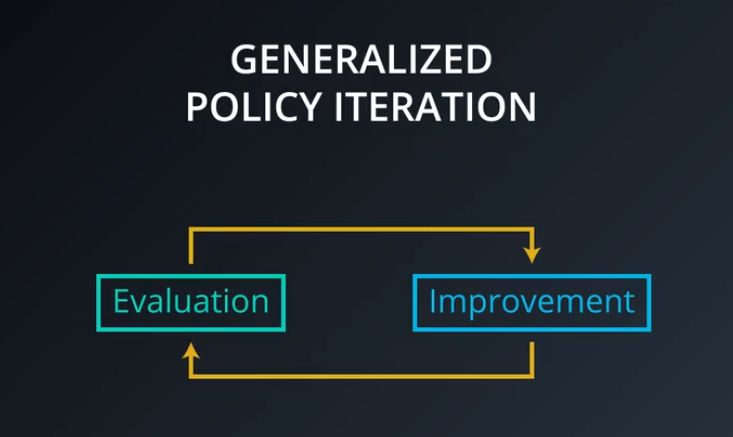 GENERALIZED
POLICY ITERATION
Evaluation
Improvement